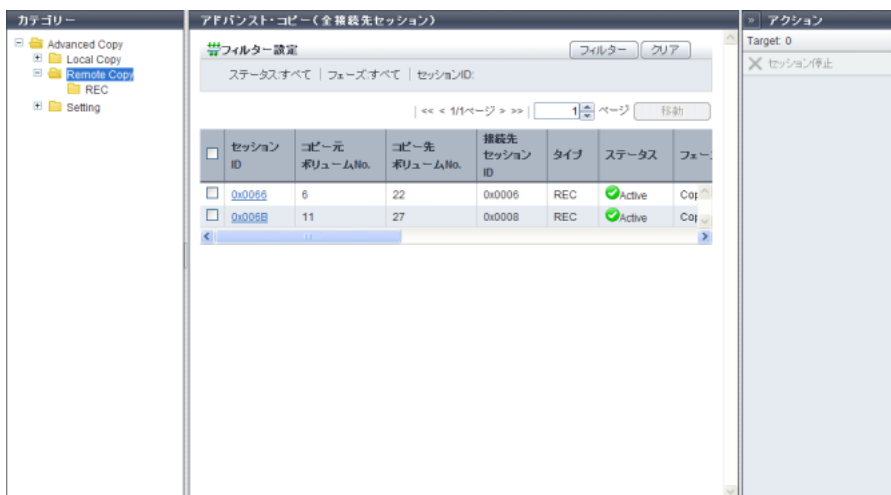 カテゴリー
Advanced Copy
Local Copy
Remote Copy
REC
Setting
アドバンスト・コピー(全接続先セッション)
フィルター設定
フィルター クリア
ステータス:すべて | フェーズ:すべて | セッションID:
| << < 1/1ページ > >> | 1 ページ 移動
セッションID コピー元ボリュームNo. コピー先ボリュームNo. 接続先セッションID タイプ ステータス フェー
0x0066 6 22 0x0006 REC Active Cop
0x006B 11 27 0x0008 REC Active Cop
» アクション
Target: 0
セッション停止